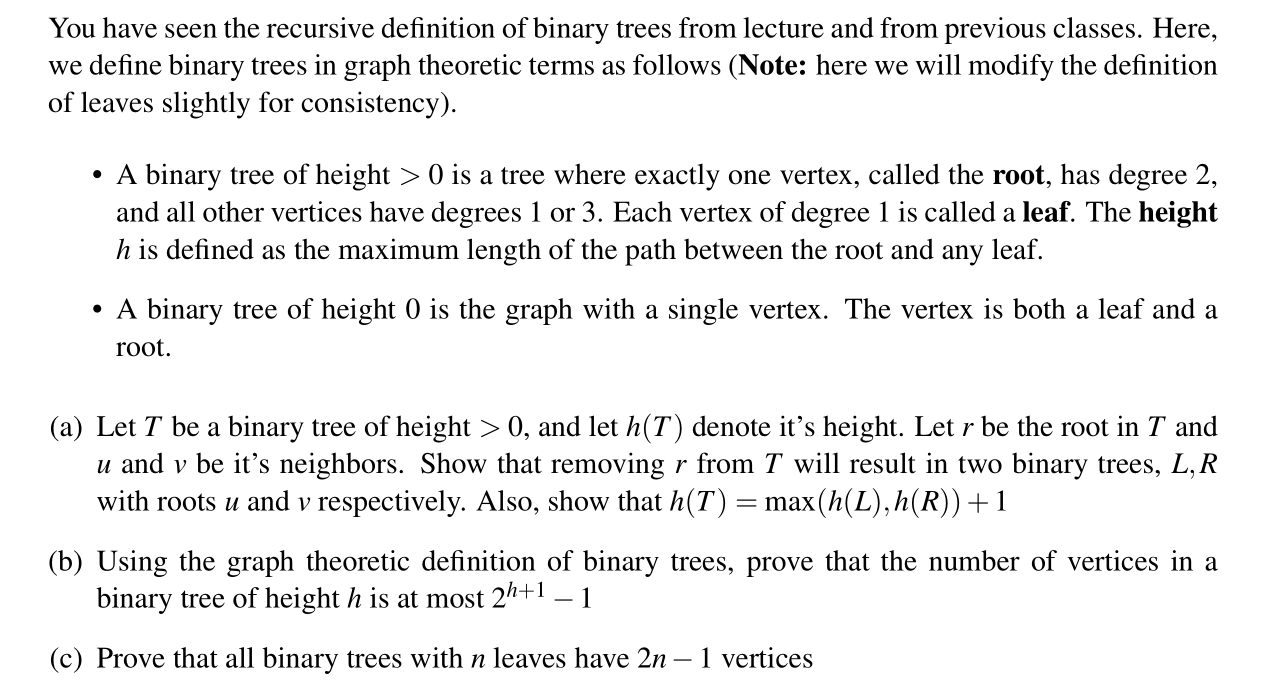 You have seen the recursive definition of binary trees from lecture and from previous classes. Here,
we define binary trees in graph theoretic terms as follows (Note: here we will modify the definition
of leaves slightly for consistency).
• A binary tree of height > 0 is a tree where exactly one vertex, called the root, has degree 2,
and all other vertices have degrees 1 or 3. Each vertex of degree 1 is called a leaf. The height
h is defined as the maximum length of the path between the root and any leaf.
• A binary tree of height 0 is the graph with a single vertex. The vertex is both a leaf and a
root.
(a) Let T be a binary tree of height > 0, and let h(T) denote it's height. Let r be the root in T and
u and v be it's neighbors. Show that removing r from T will result in two binary trees, L,R
with roots u and v respectively. Also, show that h(T) = max(h(L),h(R)) + 1
(b) Using the graph theoretic definition of binary trees, prove that the number of vertices in a
binary tree of height h is at most 2^{h+1} − 1
(c) Prove that all binary trees with n leaves have 2n − 1 vertices